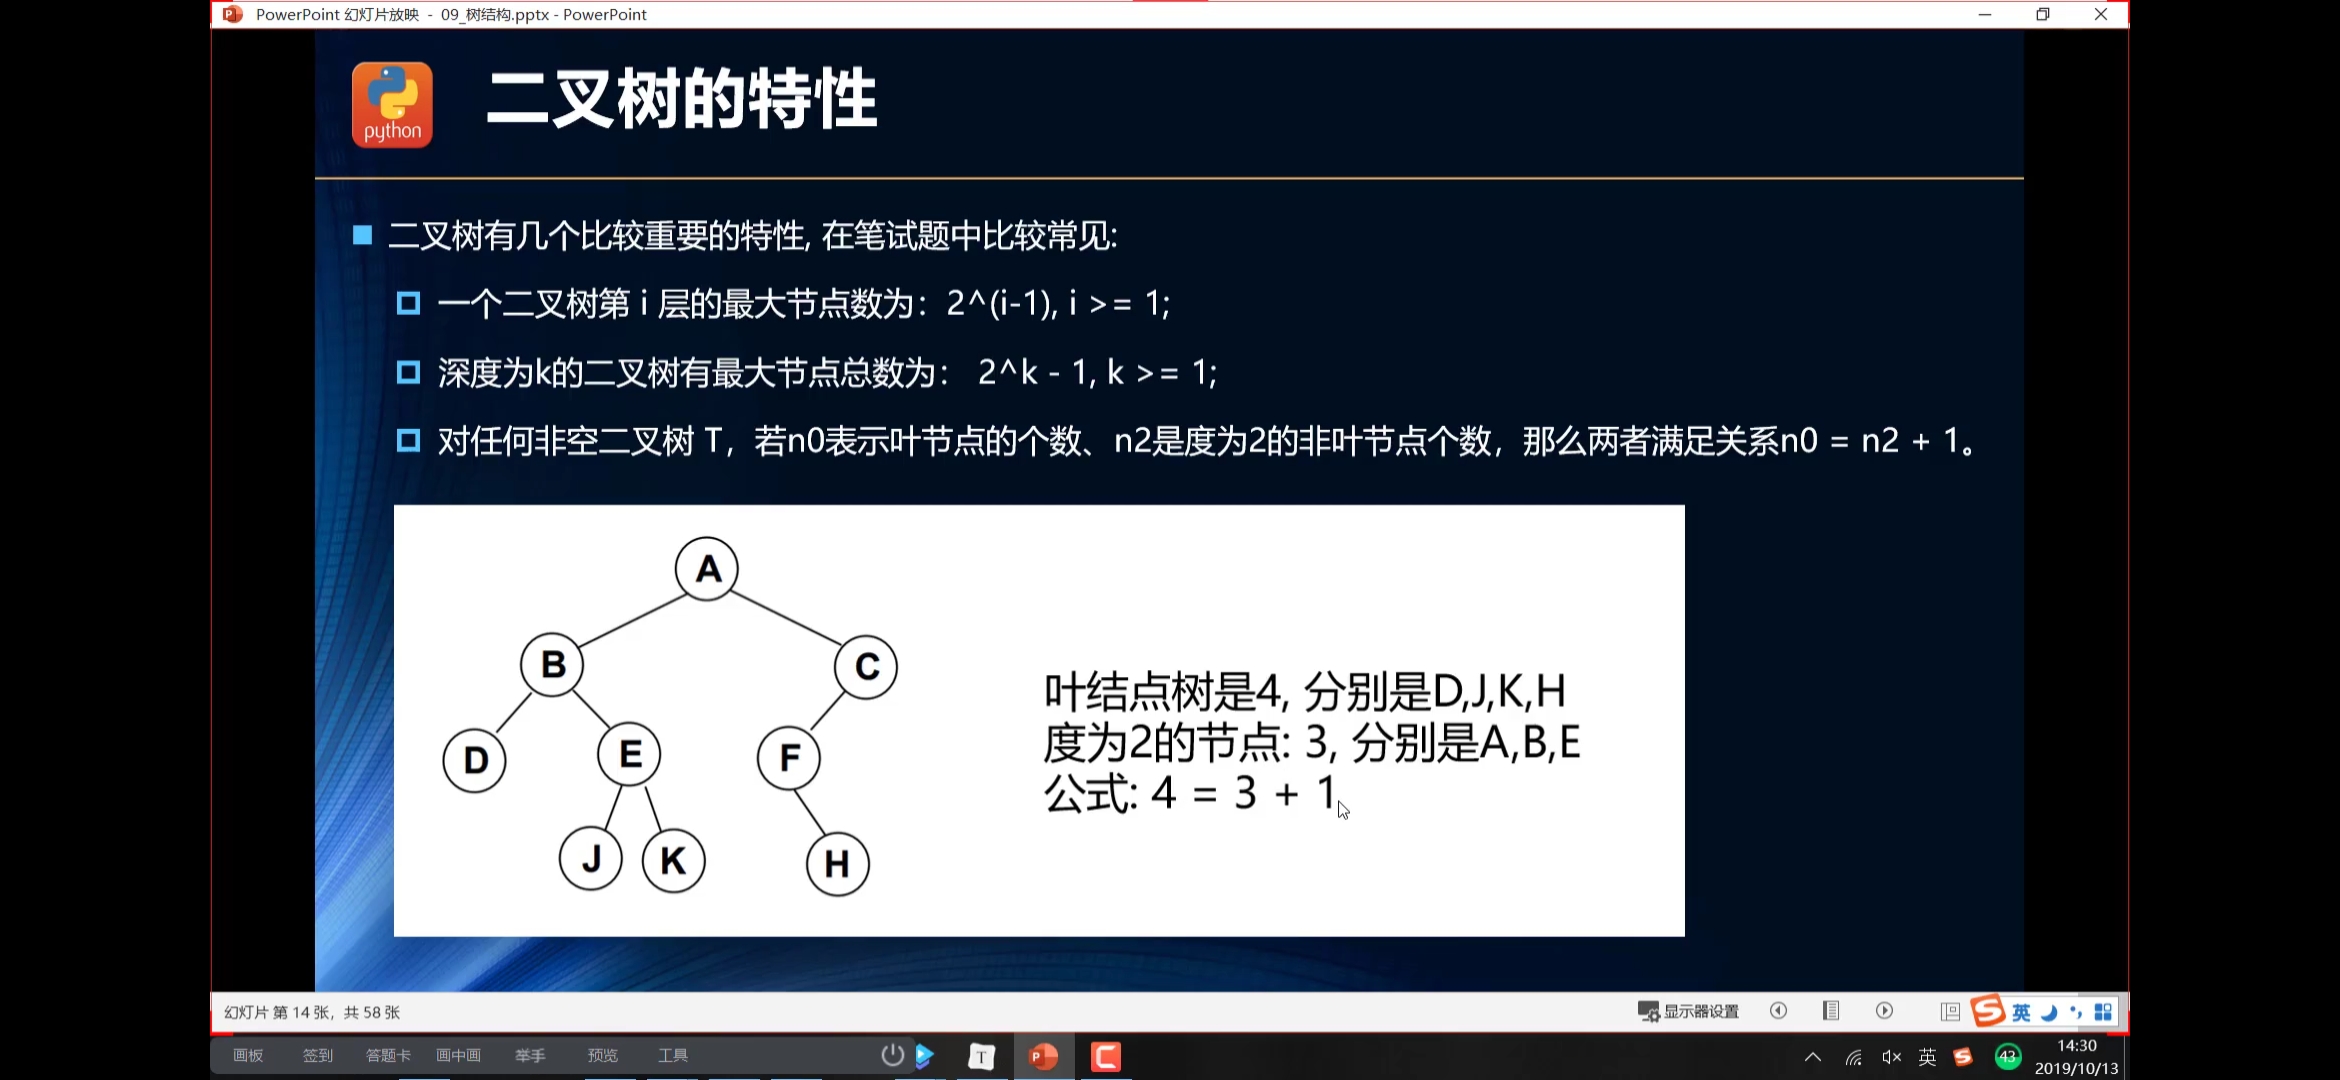 PowerPoint 幻灯片放映 - 09_树结构.pptx - PowerPoint
python
二叉树的特性
二叉树有几个比较重要的特性, 在笔试题中比较常见:
一个二叉树第 i 层的最大节点数为：2^(i-1), i >= 1;
深度为k的二叉树有最大节点总数为： 2^k - 1, k >= 1;
对任何非空二叉树 T，若n0表示叶节点的个数、n2是度为2的非叶节点个数，那么两者满足关系n0 = n2 + 1。
A
B
C
D
E
F
J
K
H
叶结点树是4, 分别是D,J,K,H
度为2的节点: 3, 分别是A,B,E
公式: 4 = 3 + 1
幻灯片 第 14 张，共 58 张
显示器设置
英
画板 签到 答题卡 画中画 举手 预览 工具
T
英
43
14:30
2019/10/13